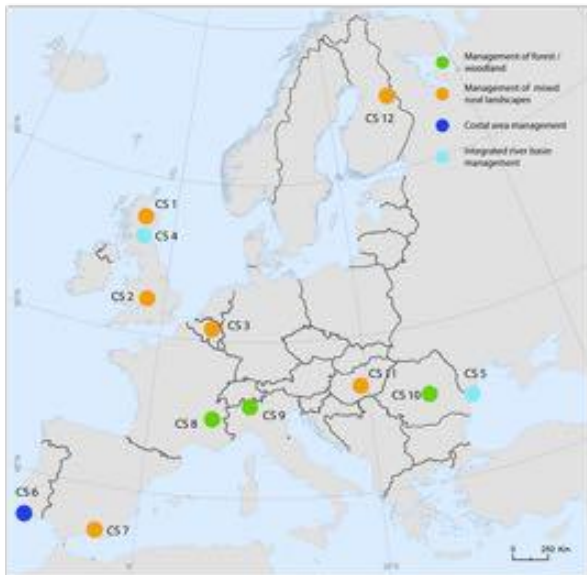 Management of forest /
woodland
Management of mixed
rural landscapes
Costal area management
Integrated river basin
management
CS 12
CS 1
CS 4
CS 2
CS 3
CS 11
CS 5
CS 10
CS 9
CS 8
CS 6
CS 7
0 250 Km